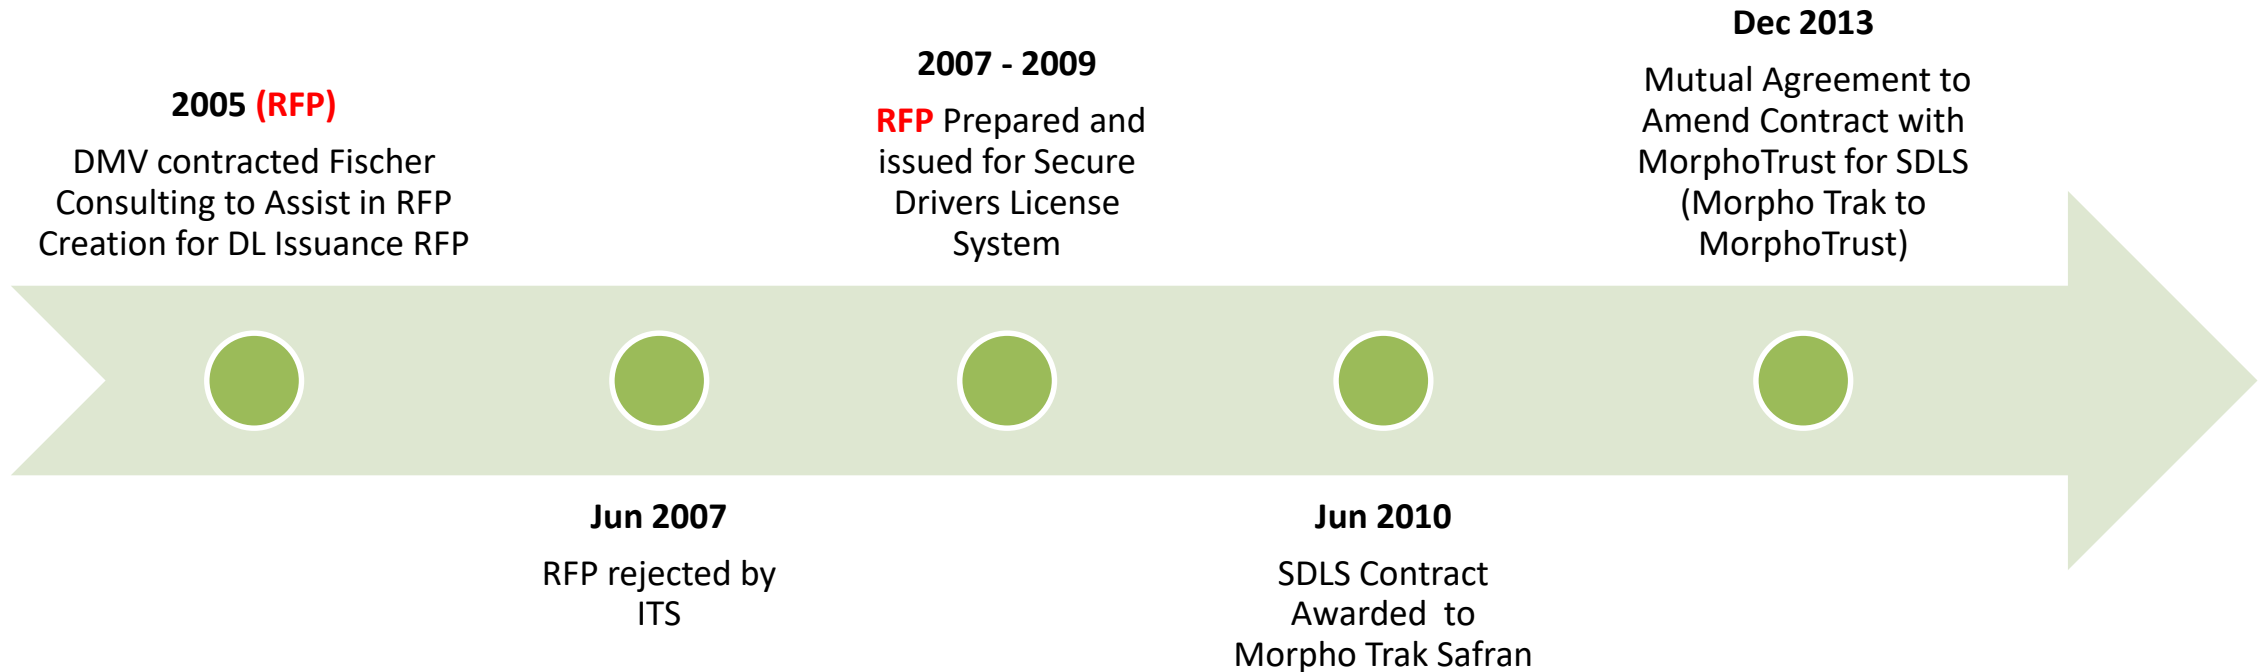 2005 (RFP)
DMV contracted Fischer
Consulting to Assist in RFP
Creation for DL Issuance RFP
Jun 2007
RFP rejected by
ITS
2007 - 2009
RFP Prepared and
issued for Secure
Drivers License
System
Jun 2010
SDLS Contract
Awarded  to
Morpho Trak Safran
Dec 2013
Mutual Agreement to
Amend Contract with
MorphoTrust for SDLS
(Morpho Trak to
MorphoTrust)